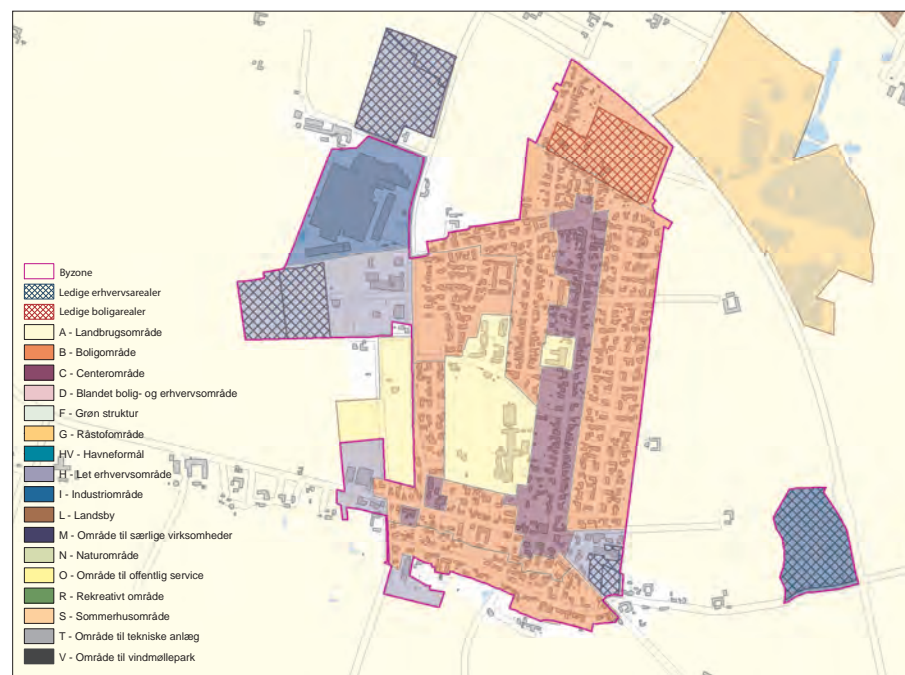 Byzone
Ledige erhvervsarealer
Ledige boligarealer
A - Landbrugsområde
B - Boligområde
C - Centerområde
D - Blandet bolig- og erhvervsområde
F - Grøn struktur
G - Råstofområde
HV - Havneformål
H - Let erhvervsområde
I - Industriområde
L - Landsby
M - Område til særlige virksomheder
N - Naturområde
O - Område til offentlig service
R - Rekreativt område
S - Sommerhusområde
T - Område til tekniske anlæg
V - Område til vindmøllepark